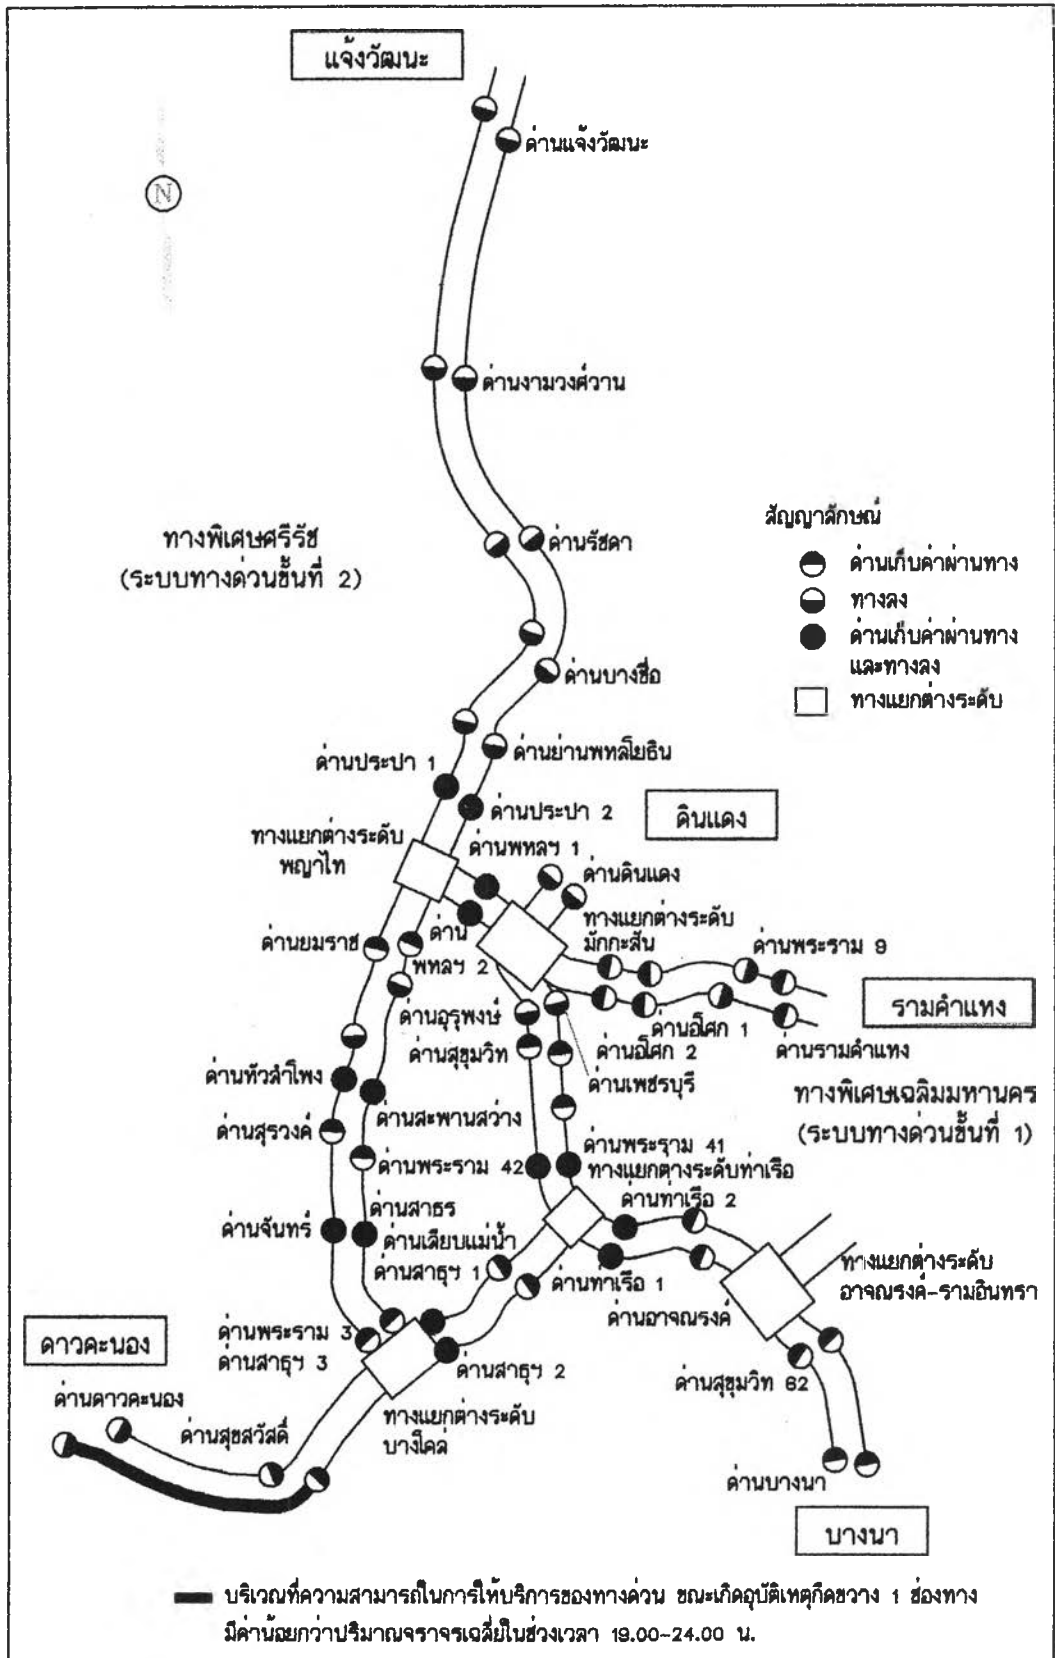 แจ้งวัฒนะ
N
ด่านแจ้งวัฒนะ
ด่านงามวงศ์วาน
ทางพิเศษศรีรัช
(ระบบทางด่วนขั้นที่ 2)
ด่านรัชดา
สัญญาลักษณ์
ด่านเก็บค่าผ่านทาง
ทางลง
ด่านเก็บค่าผ่านทาง
และทางลง
ทางแยกต่างระดับ
ด่านบางซื่อ
ด่านย่านพหลโยธิน
ด่านประปา 1
ด่านประปา 2
ดินแดง
ทางแยกต่างระดับ
พญาไท
ด่านพหลฯ 1
ด่านดินแดง
ทางแยกต่างระดับ
มักกะสัน
ด่านยมราช
ด่าน
พหลฯ 2
ด่านพระราม 9
รามคำแหง
ด่านอุรุพงษ์
ด่านสุขุมวิท
ด่านอโศก 1
ด่านอโศก 2
ด่านรามคำแหง
ด่านเพชรบุรี
ด่านหัวลำโพง
ทางพิเศษเฉลิมมหานคร
(ระบบทางด่วนขั้นที่ 1)
ด่านสะพานสว่าง
ด่านสุรวงค์
ด่านพระราม 41
ด่านพระราม 42
ทางแยกต่างระดับท่าเรือ
ด่านท่าเรือ 2
ด่านสาธร
ด่านจันทร์
ด่านเลียบแม่น้ำ
ด่านสาธุฯ 1
ด่านท่าเรือ 1
ทางแยกต่างระดับ
อาจณรงค์-รามอินทรา
ด่านอาจณรงค์
ดาวคะนอง
ด่านพระราม 3
ด่านสาธุฯ 3
ด่านสาธุฯ 2
ด่านสุขุมวิท 62
ด่านดาวคะนอง
ด่านสุขสวัสดิ์
ทางแยกต่างระดับ
บางโคล่
ด่านบางนา
บางนา
บริเวณที่ความสามารถในการให้บริการของทางด่วน ขณะเกิดอุบัติเหตุกีดขวาง 1 ช่องทาง
มีค่าน้อยกว่าปริมาณจราจรเฉลี่ยในช่วงเวลา 19.00-24.00 น.